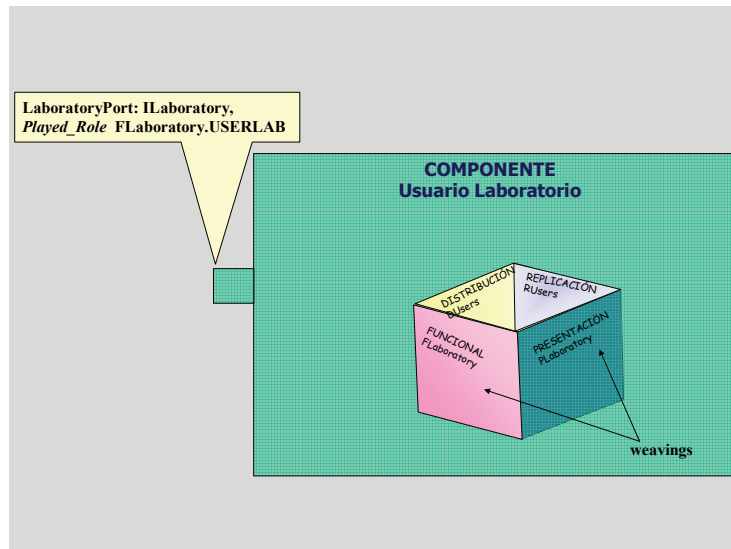 LaboratoryPort: ILaboratory,
Played_Role FLaboratory.USERLAB
COMPONENTE
Usuario Laboratorio
DISTRIBUCIÓN
DUsers
REPLICACIÓN
RUsers
FUNCIONAL
FLaboratory
PRESENTACIÓN
PLaboratory
weavings